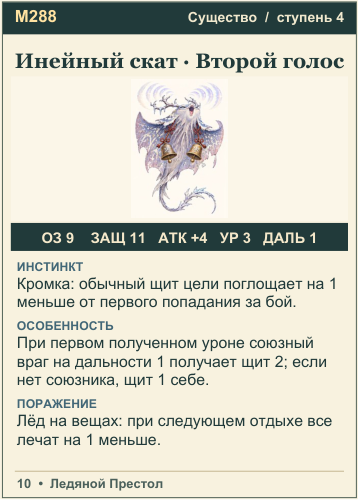 M288
Существо / ступень 4
Инейный скат · Второй голос
ОЗ 9 ЗАЩ 11 АТК +4 УР 3 ДАЛЬ 1
ИНСТИНКТ
Кромка: обычный щит цели поглощает на 1
меньше от первого попадания за бой.
ОСОБЕННОСТЬ
При первом полученном уроне союзный
враг на дальности 1 получает щит 2; если
нет союзника, щит 1 себе.
ПОРАЖЕНИЕ
Лёд на вещах: при следующем отдыхе все
лечат на 1 меньше.
10 • Ледяной Престол